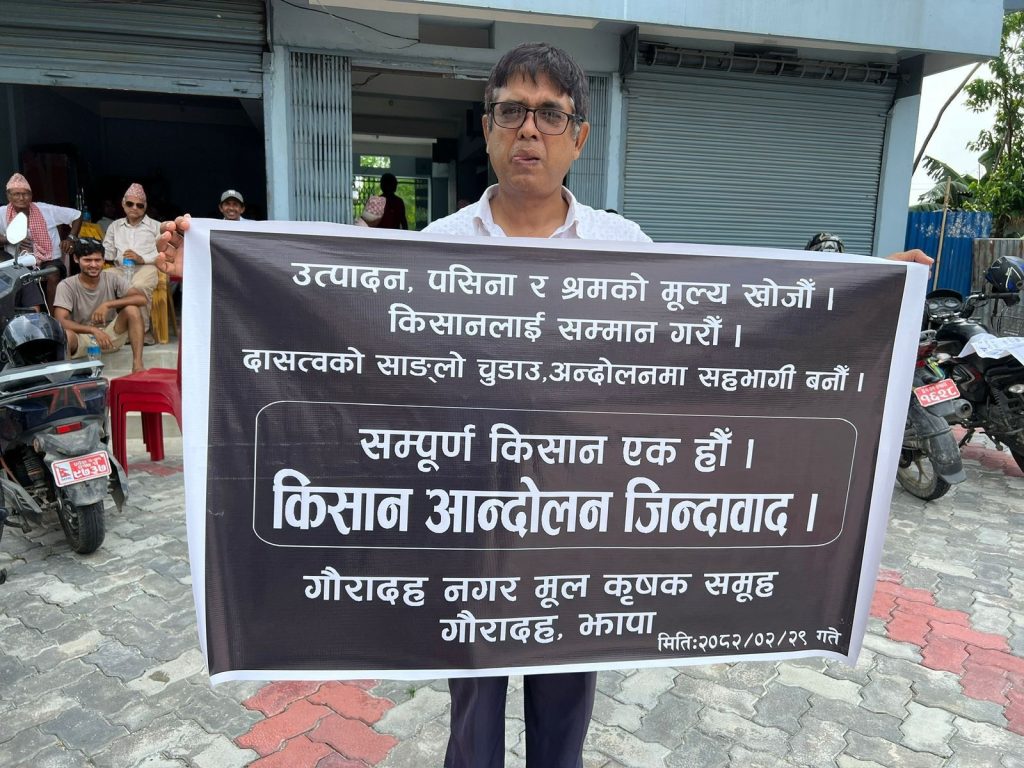 उत्पादन, पसिना र श्रमको मूल्य खोजौँ ।
किसानलाई सम्मान गरौँ ।
दासत्वको साङ्लो चुडाउ,अन्दोलनमा सहभागी बनौँ ।
सम्पूर्ण किसान एक हौँ ।
किसान आन्दोलन जिन्दावाद ।
गौरादह नगर मूल कृषक समूह
गौरादह, झापा
मिति:२०८२/०२/२९ गते